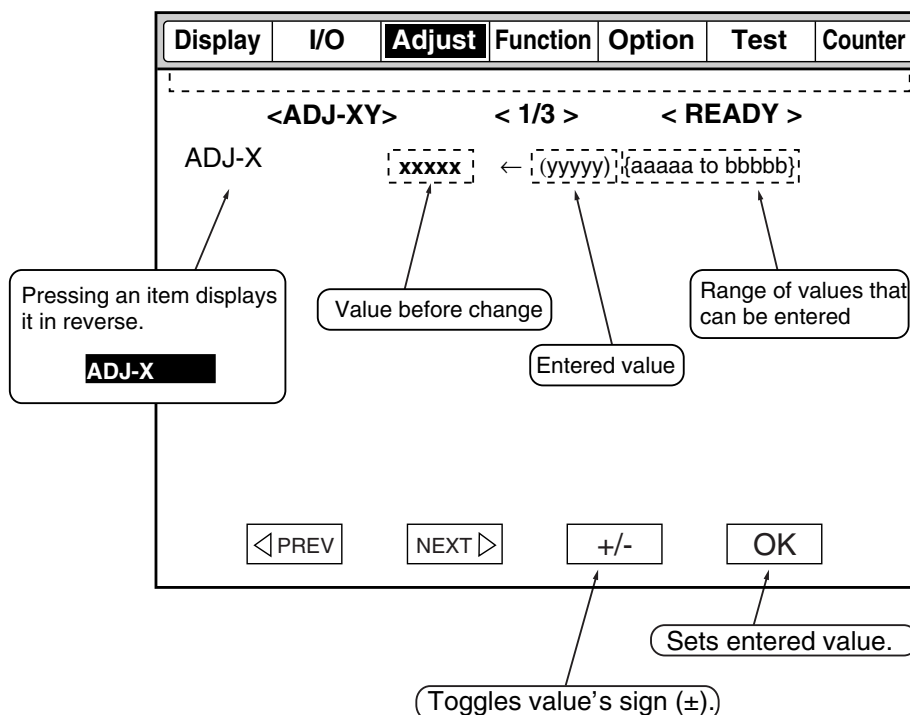 Display I/O Adjust Function Option Test Counter
<ADJ-XY> < 1/3 > < READY >
ADJ-X xxxxx ← (yyyyy) {aaaaa to bbbbb}
Pressing an item displays
it in reverse.
ADJ-X
Value before change
Range of values that
can be entered
Entered value
PREV NEXT +/- OK
Sets entered value.
Toggles value's sign (±).